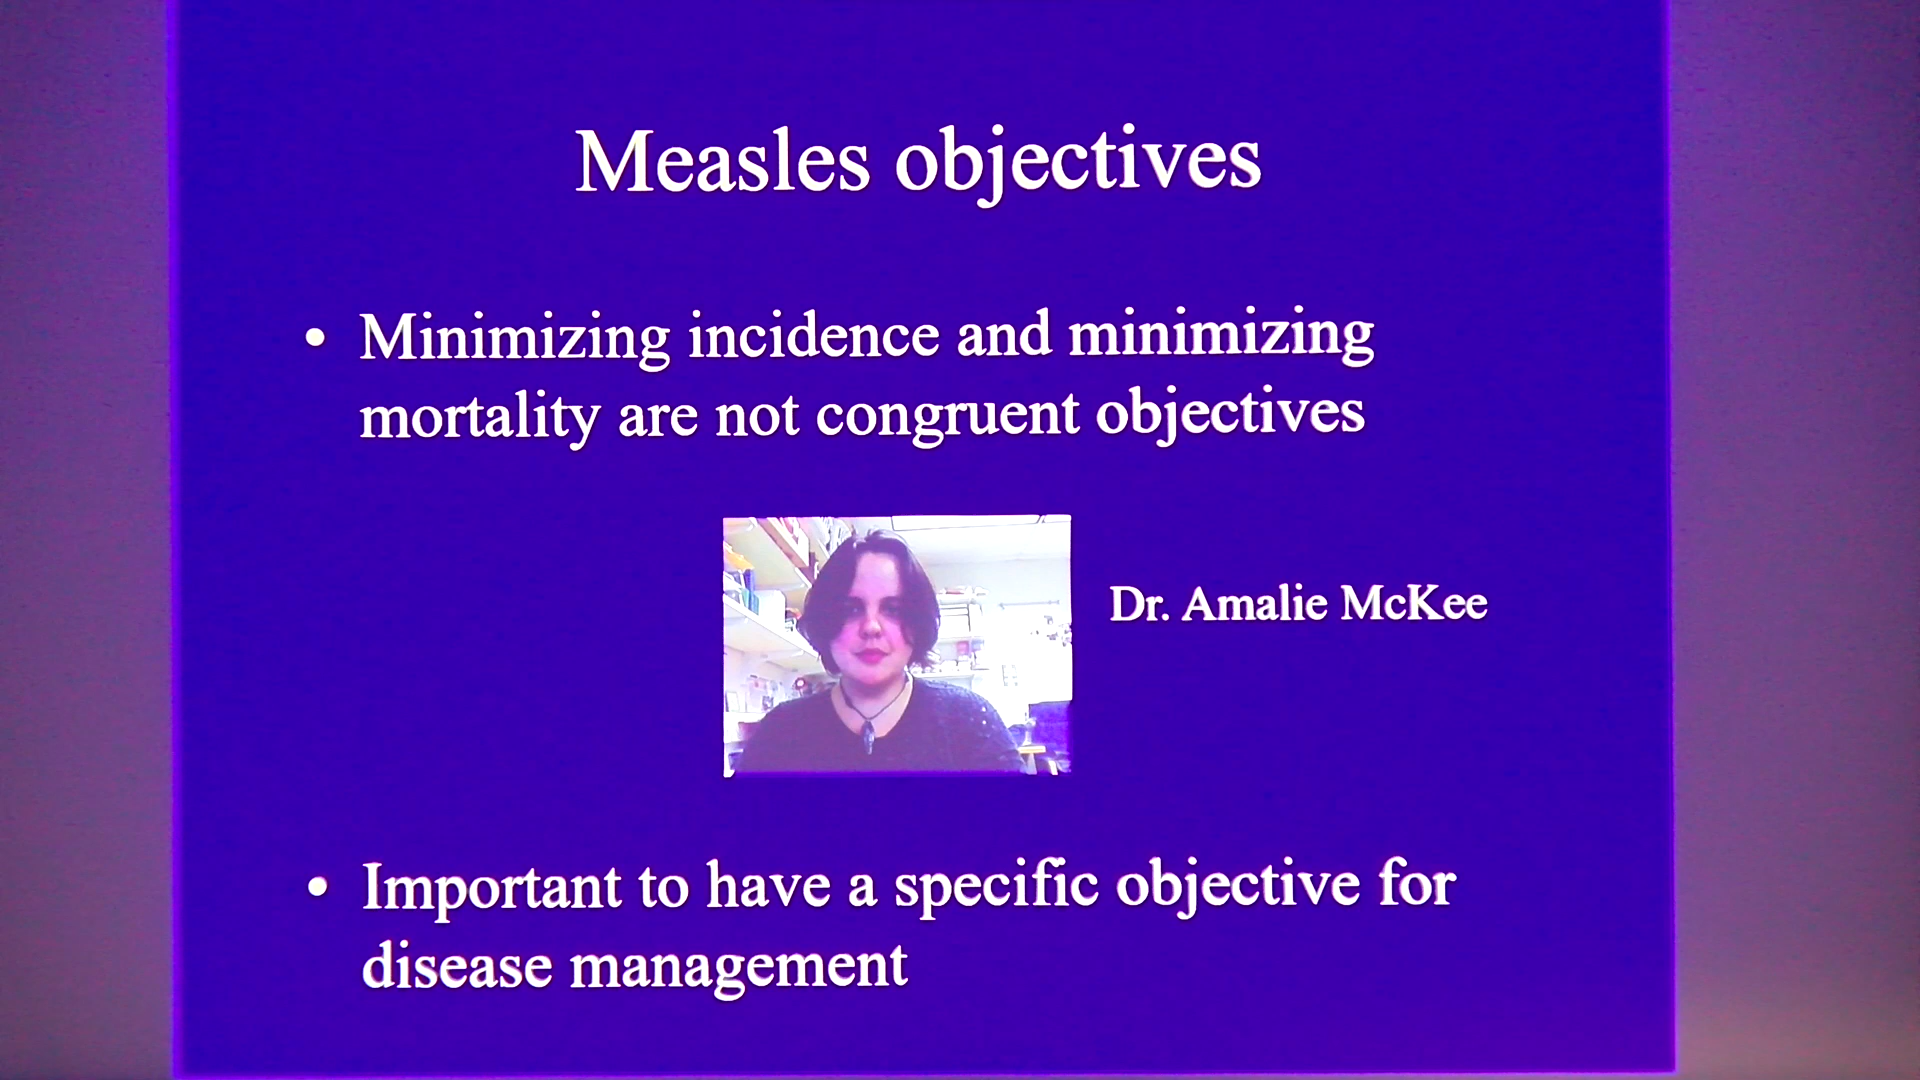 Measles objectives
• Minimizing incidence and minimizing
mortality are not congruent objectives
Dr. Amalie McKee
• Important to have a specific objective for
disease management